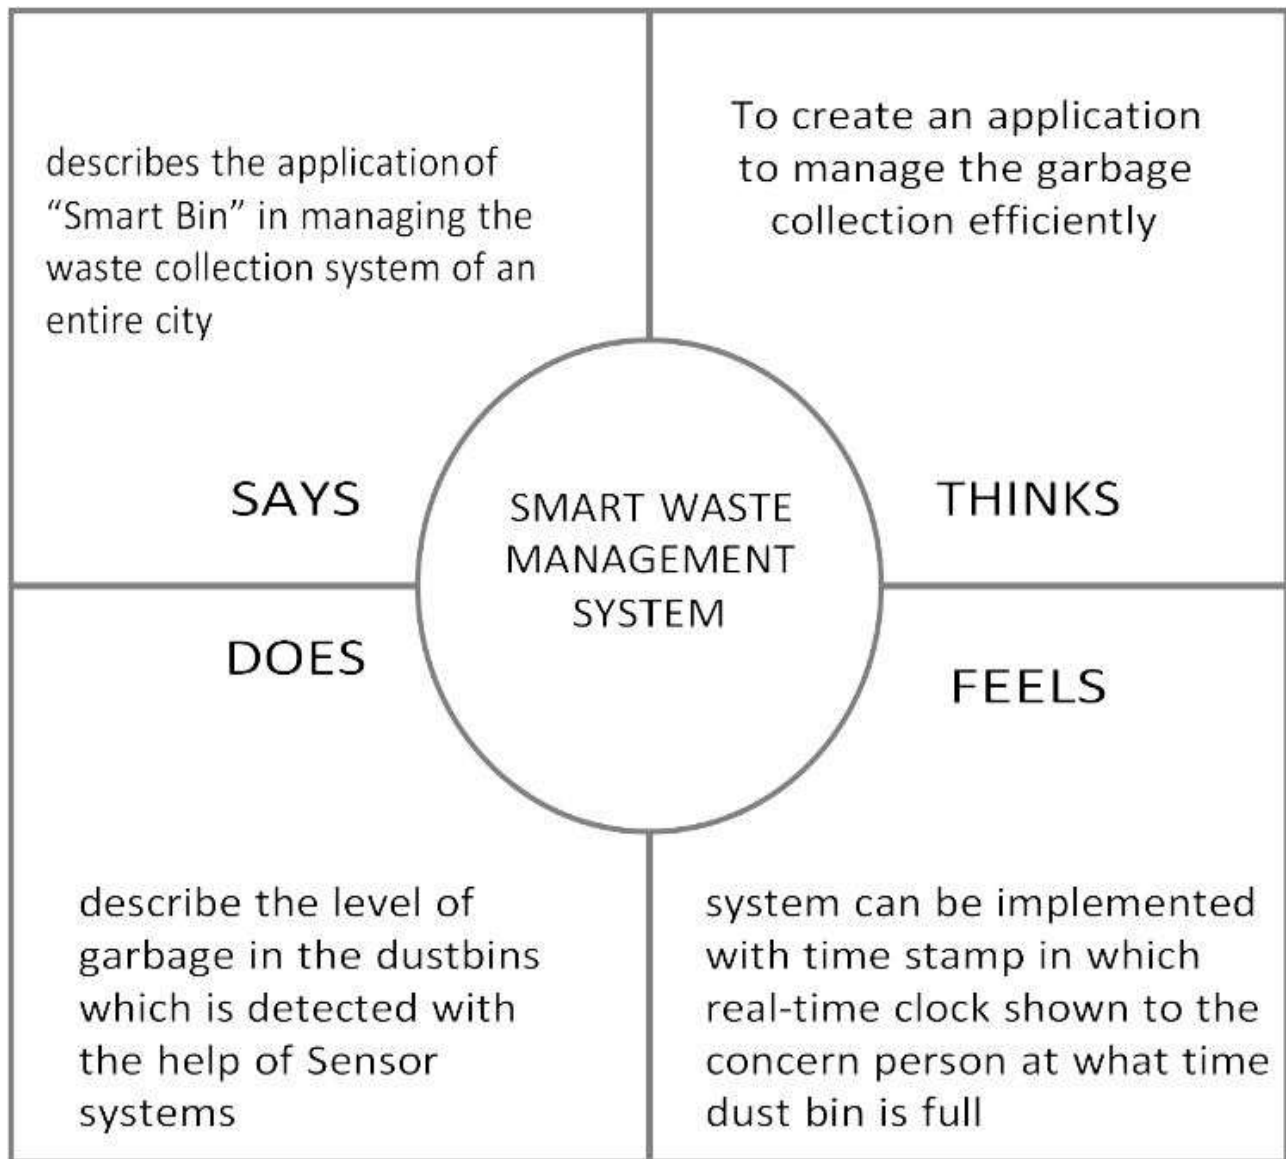 describes the application of
“Smart Bin” in managing the
waste collection system of an
entire city
SAYS
To create an application
to manage the garbage
collection efficiently
THINKS
SMART WASTE
MANAGEMENT
SYSTEM
DOES
describe the level of
garbage in the dustbins
which is detected with
the help of Sensor
systems
FEELS
system can be implemented
with time stamp in which
real-time clock shown to the
concern person at what time
dust bin is full